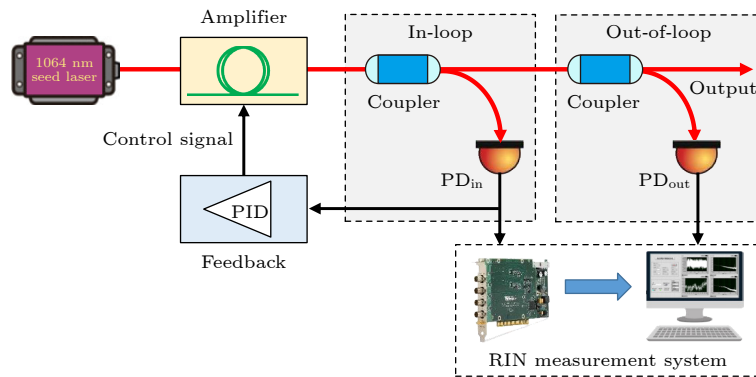 Amplifier
In-loop
Out-of-loop
1064 nm
seed laser
Coupler
Coupler
Output
Control signal
PDin
PDout
PID
Feedback
RIN measurement system